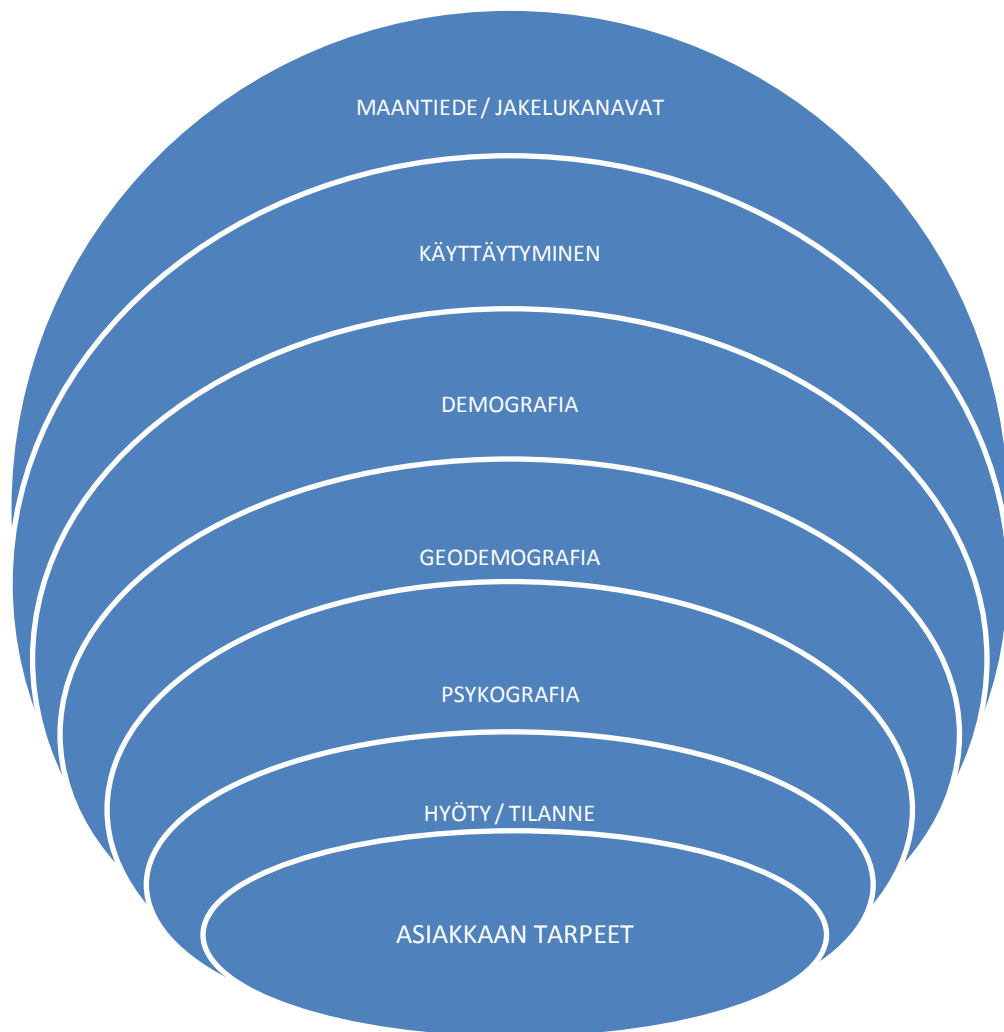 MAANTIEDE / JAKELUKANAVAT
KÄYTTÄYTYMINEN
DEMOGRAFIA
GEODEMOGRAFIA
PSYKOGRAFIA
HYÖTY / TILANNE
ASIAKKAAN TARPEET